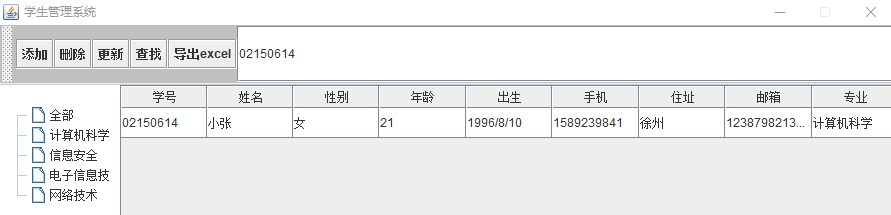 学生管理系统
添加 删除 更新 查找 导出excel 02150614
学号 姓名 性别 年龄 出生 手机 住址 邮箱 专业
02150614 小张 女 21 1996/8/10 1589239841 徐州 1238798213... 计算机科学
全部
计算机科学
信息安全
电子信息技
网络技术